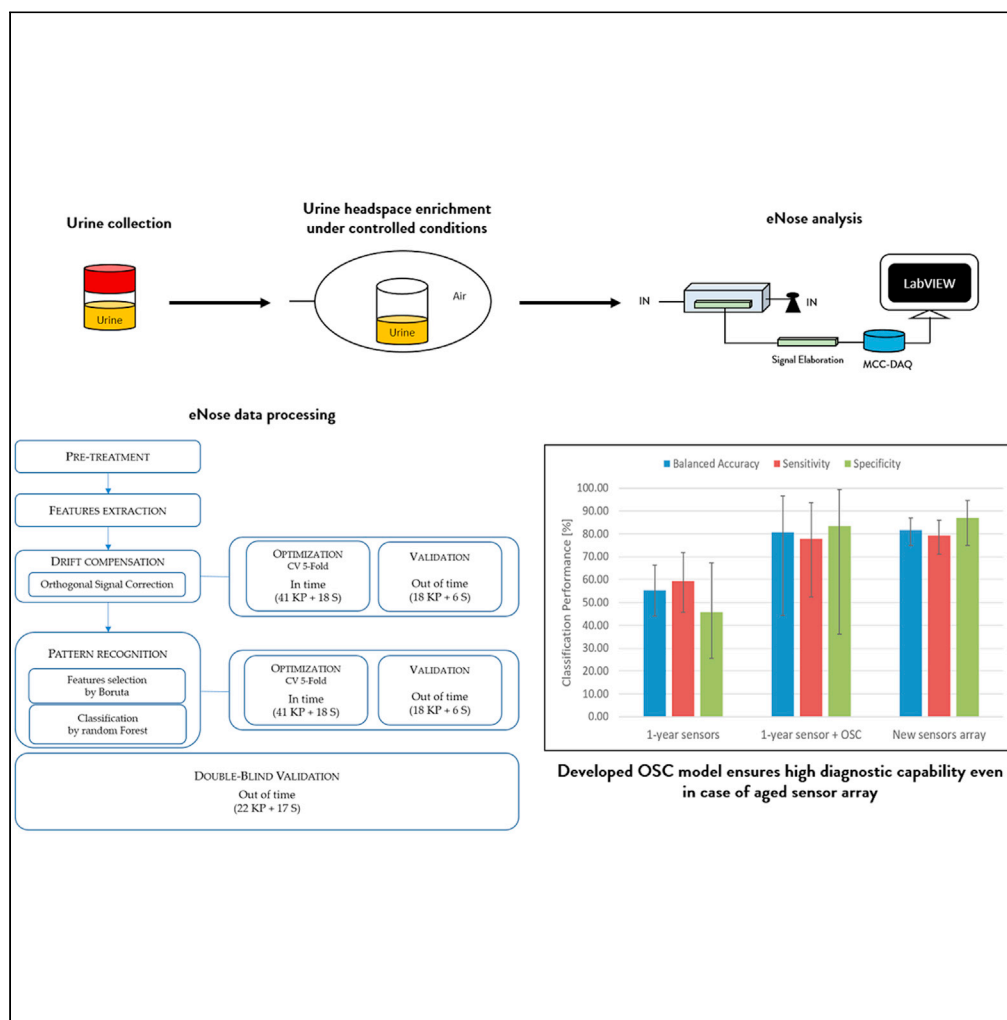 Urine collection
Urine headspace enrichment
under controlled conditions
eNose analysis
Urine
Air
Urine
IN
IN
LabVIEW
Signal Elaboration
MCC-DAQ
eNose data processing
PRE-TREATMENT
FEATURES EXTRACTION
DRIFT COMPENSATION
Orthogonal Signal Correction
OPTIMIZATION
CV 5-Fold
In time
(41 KP + 18 S)
VALIDATION
Out of time
(18 KP + 6 S)
PATTERN RECOGNITION
Features selection
by Boruta
Classification
by random Forest
OPTIMIZATION
CV 5-Fold
In time
(41 KP + 18 S)
VALIDATION
Out of time
(18 KP + 6 S)
DOUBLE-BLIND VALIDATION
Out of time
(22 KP + 17 S)
Balanced Accuracy Sensitivity Specificity
Classification Performance [%]
100.00
90.00
80.00
70.00
60.00
50.00
40.00
30.00
20.00
10.00
0.00
1-year sensors 1-year sensor + OSC New sensors array
Developed OSC model ensures high diagnostic capability even
in case of aged sensor array